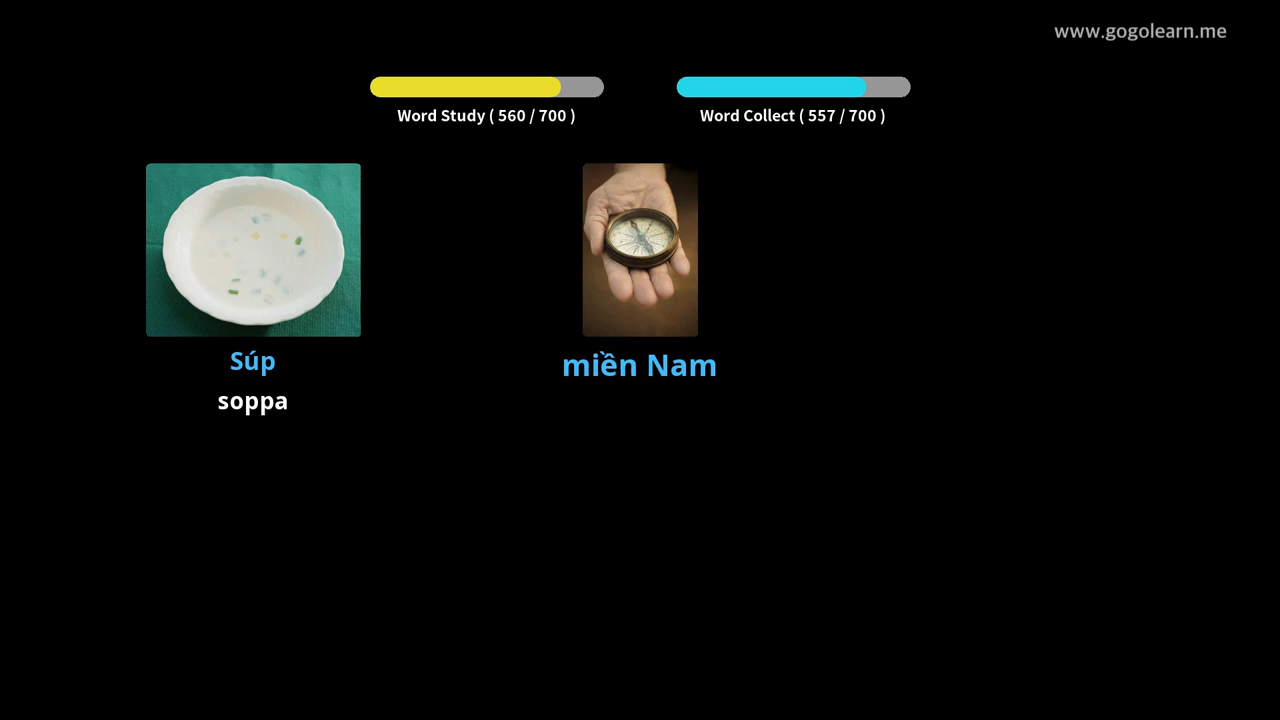 www.gogolearn.me
Word Study ( 560 / 700 )
Word Collect ( 557 / 700 )
Súp
soppa
miền Nam